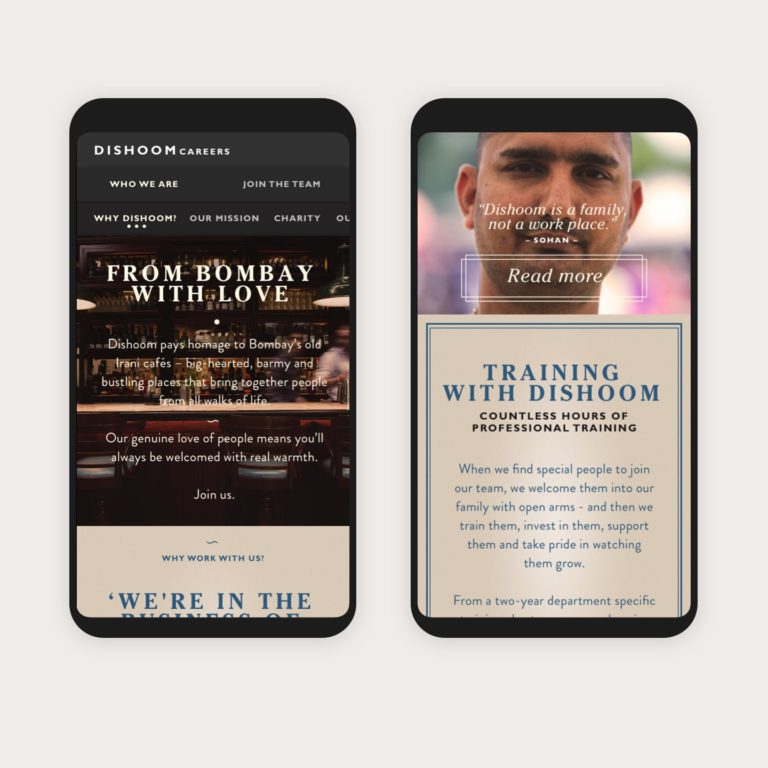 DISHOOM CAREERS
WHO WE ARE JOIN THE TEAM
WHY DISHOOM? OUR MISSION CHARITY OU
FROM BOMBAY
WITH LOVE
Dishoom pays homage to Bombay's old
Irani cafés – big-hearted, barmy and
bustling places that bring together people
from all walks of life.
Our genuine love of people means you'll
always be welcomed with real warmth.
Join us.
WHY WORK WITH US?
‘WE'RE IN THE
BUSINESS OF
"Dishoom is a family,
not a work place."
– SOHAN –
Read more
TRAINING
WITH DISHOOM
COUNTLESS HOURS OF
PROFESSIONAL TRAINING
When we find special people to join
our team, we welcome them into our
family with open arms - and then we
train them, invest in them, support
them and take pride in watching
them grow.
From a two-year department specific